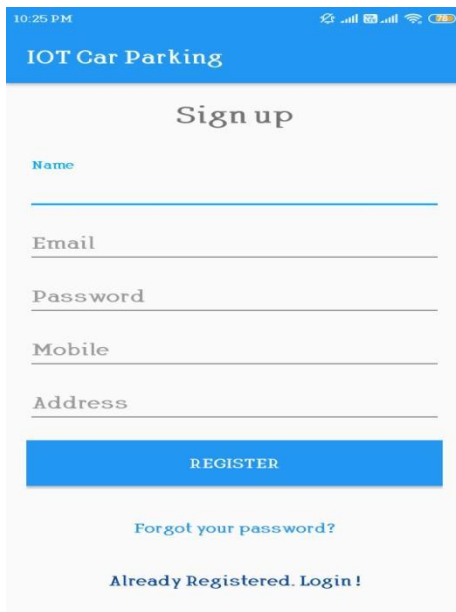 10:25 PM
78
IOT Car Parking
Sign up
Name
Email
Password
Mobile
Address
REGISTER
Forgot your password?
Already Registered. Login !